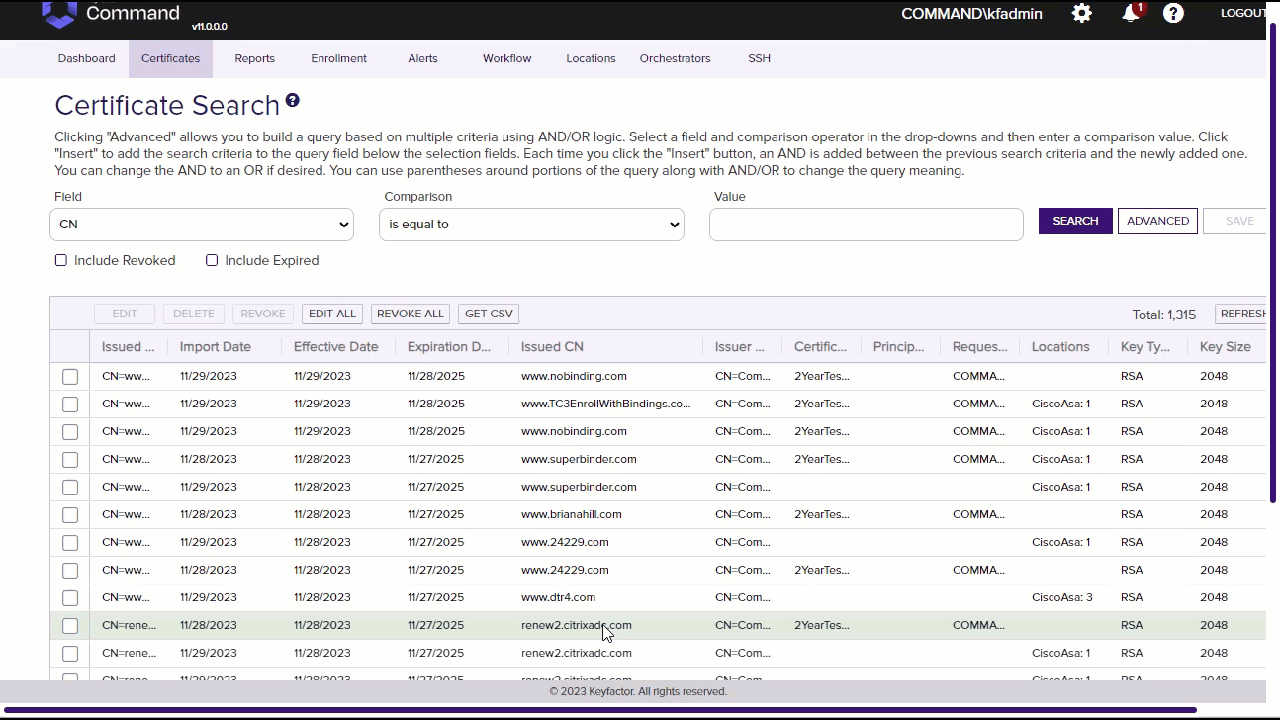 Command
v11.0.0.0
COMMAND\kfadmin
1
?
LOGOUT
Dashboard Certificates Reports Enrollment Alerts Workflow Locations Orchestrators SSH
Certificate Search ?
Clicking "Advanced" allows you to build a query based on multiple criteria using AND/OR logic. Select a field and comparison operator in the drop-downs and then enter a comparison value. Click
"Insert" to add the search criteria to the query field below the selection fields. Each time you click the "Insert" button, an AND is added between the previous search criteria and the newly added one.
You can change the AND to an OR if desired. You can use parentheses around portions of the query along with AND/OR to change the query meaning.
Field Comparison Value
CN is equal to SEARCH ADVANCED SAVE
Include Revoked Include Expired
EDIT DELETE REVOKE EDIT ALL REVOKE ALL GET CSV Total: 1,315 REFRESH
Issued ... Import Date Effective Date Expiration D... Issued CN Issuer ... Certific... Princip... Reques... Locations Key Ty... Key Size
CN=ww... 11/29/2023 11/29/2023 11/28/2025 www.nobinding.com CN=Com... 2YearTes... COMMA... RSA 2048
CN=ww... 11/29/2023 11/29/2023 11/28/2025 www.TC3EnrollWithBindings.co... CN=Com... 2YearTes... COMMA... CiscoAsa: 1 RSA 2048
CN=ww... 11/29/2023 11/29/2023 11/28/2025 www.nobinding.com CN=Com... 2YearTes... COMMA... CiscoAsa: 1 RSA 2048
CN=ww... 11/28/2023 11/28/2023 11/27/2025 www.superbinder.com CN=Com... 2YearTes... COMMA... CiscoAsa: 1 RSA 2048
CN=ww... 11/29/2023 11/28/2023 11/27/2025 www.superbinder.com CN=Com... CiscoAsa: 1 RSA 2048
CN=ww... 11/28/2023 11/28/2023 11/27/2025 www.brianahill.com CN=Com... 2YearTes... COMMA... RSA 2048
CN=ww... 11/29/2023 11/28/2023 11/27/2025 www.24229.com CN=Com... CiscoAsa: 1 RSA 2048
CN=ww... 11/28/2023 11/28/2023 11/27/2025 www.24229.com CN=Com... 2YearTes... COMMA... RSA 2048
CN=ww... 11/29/2023 11/28/2023 11/27/2025 www.dtr4.com CN=Com... CiscoAsa: 3 RSA 2048
CN=rene... 11/28/2023 11/28/2023 11/27/2025 renew2.citrixadc.com CN=Com... 2YearTes... COMMA... RSA 2048
CN=rene... 11/29/2023 11/28/2023 11/27/2025 renew2.citrixadc.com CN=Com... CiscoAsa: 1 RSA 2048
© 2023 Keyfactor. All rights reserved.